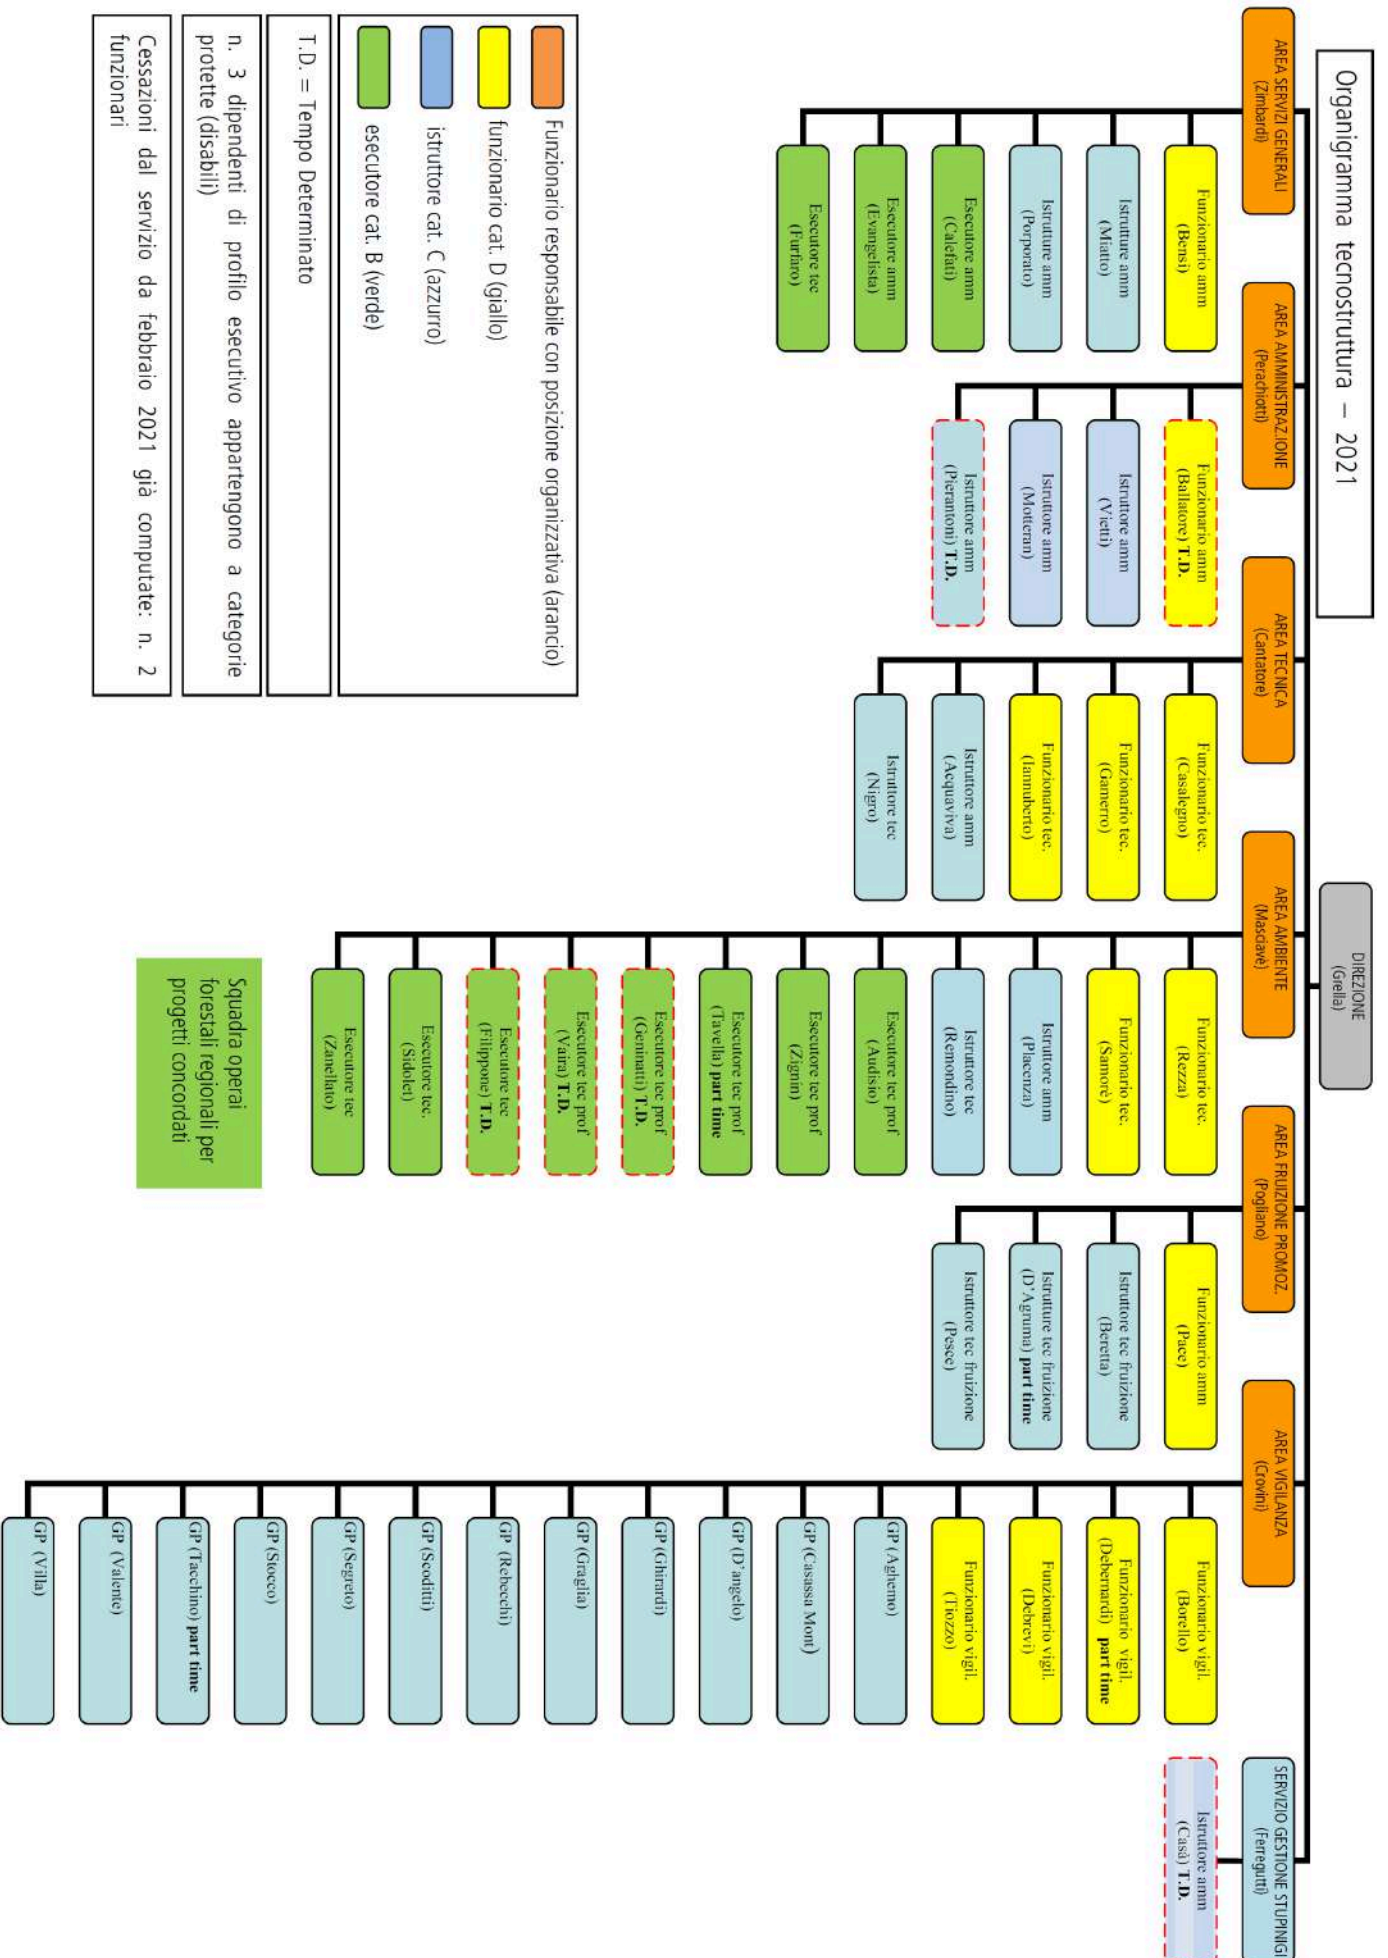 Organigramma tecnostruttura – 2021
DIREZIONE
(Grella)
AREA SERVIZI GENERALI
(Zimbardi)
Funzionario amm
(Bensi)
Istrutture amm
(Miatto)
Istrutture amm
(Porporato)
Esecutore amm
(Calefati)
Esecutore amm
(Evangelista)
Esecutore tec
(Furfaro)
AREA AMMINISTRAZ.IONE
(Perachiotti)
Funzionario amm
(Ballatore) T.D.
Istruttore amm
(Vietti)
Istruttore amm
(Motteran)
Istruttore amm
(Pierantoni) T.D.
AREA TECNICA
(Cantatore)
Funzionario tec.
(Casalegno)
Funzionario tec.
(Gamerro)
Funzionario tec.
(Iannuberto)
Istruttore amm
(Acquaviva)
Istruttore tec
(Nigro)
AREA AMBIENTE
(Masciavè)
Funzionario tec.
(Rezza)
Funzionario tec.
(Samorè)
Istruttore amm
(Placenza)
Istruttore tec
(Remondino)
Esecutore tec prof
(Audisio)
Esecutore tec prof
(Zignin)
Esecutore tec prof
(Tavella) part time
Esecutore tec prof
(Geninatti) T.D.
Esecutore tec prof
(Vaira) T.D.
Esecutore tec
(Filippone) T.D.
Esecutore tec.
(Sidolet)
Esecutore tec
(Zanellato)
Squadra operai
forestali regionali per
progetti concordati
AREA FRUIZIONE PROMOZ.
(Pogliano)
Funzionario amm
(Pace)
Istruttore tec fruizione
(Beretta)
Istrutture tec fruizione
(D'Agruma) part time
Istruttore tec fruizione
(Pesce)
AREA VIGILANZA
(Crovini)
Funzionario vigil.
(Borello)
Funzionario vigil.
(Debernardi) part time
Funzionario vigil.
(Debrevi)
Funzionario vigil.
(Tiozzo)
GP (Aghemo)
GP (Casassa Mont)
GP (D'angelo)
GP (Ghirardi)
GP (Graglia)
GP (Rebecchi)
GP (Scoditti)
GP (Segreto)
GP (Stocco)
GP (Tacchino) part time
GP (Valente)
GP (Villa)
SERVIZIO GESTIONE STUPINIGI
(Ferregutti)
Istruttore amm
(Casà) T.D.
Funzionario responsabile con posizione organizzativa (arancio)
funzionario cat. D (giallo)
istruttore cat. C (azzurro)
esecutore cat. B (verde)
T.D. = Tempo Determinato
n. 3 dipendenti di profilo esecutivo appartengono a categorie
protette (disabili)
Cessazioni dal servizio da febbraio 2021 già computate: n. 2
funzionari